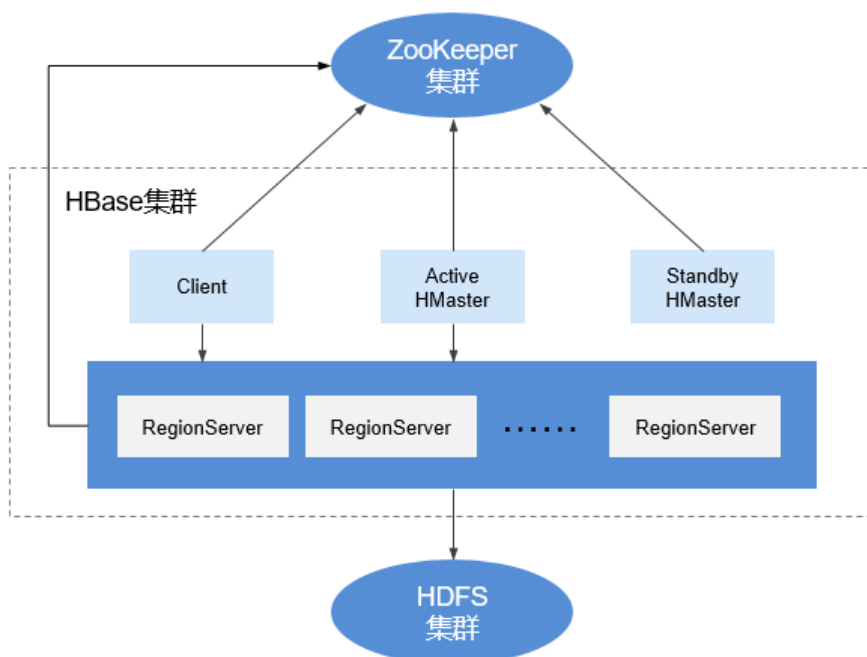 ZooKeeper
集群
HBase集群
Client
Active
HMaster
Standby
HMaster
RegionServer
RegionServer
······
RegionServer
HDFS
集群